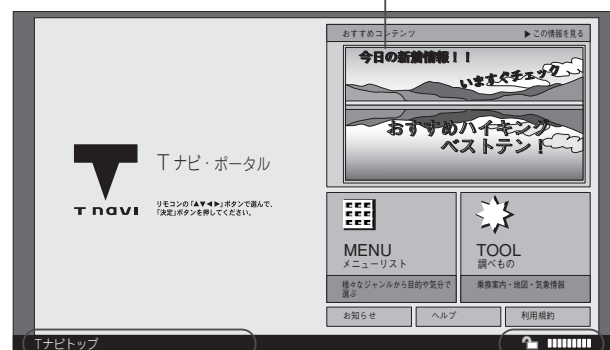 おすすめコンテンツ
▶この情報を見る
今日の新着情報！！
いますぐチェック
おすすめハイキング
ベストテン！
Tナビ・ポータル
T navi
リモコンの「▲▼◀▶」ボタンで選んで、
「決定」ボタンを押してください。
MENU
メニューリスト
様々なジャンルから目的や気分で
選ぶ
TOOL
調べもの
乗換案内・地図・気象情報
お知らせ
ヘルプ
利用規約
Tナビトップ